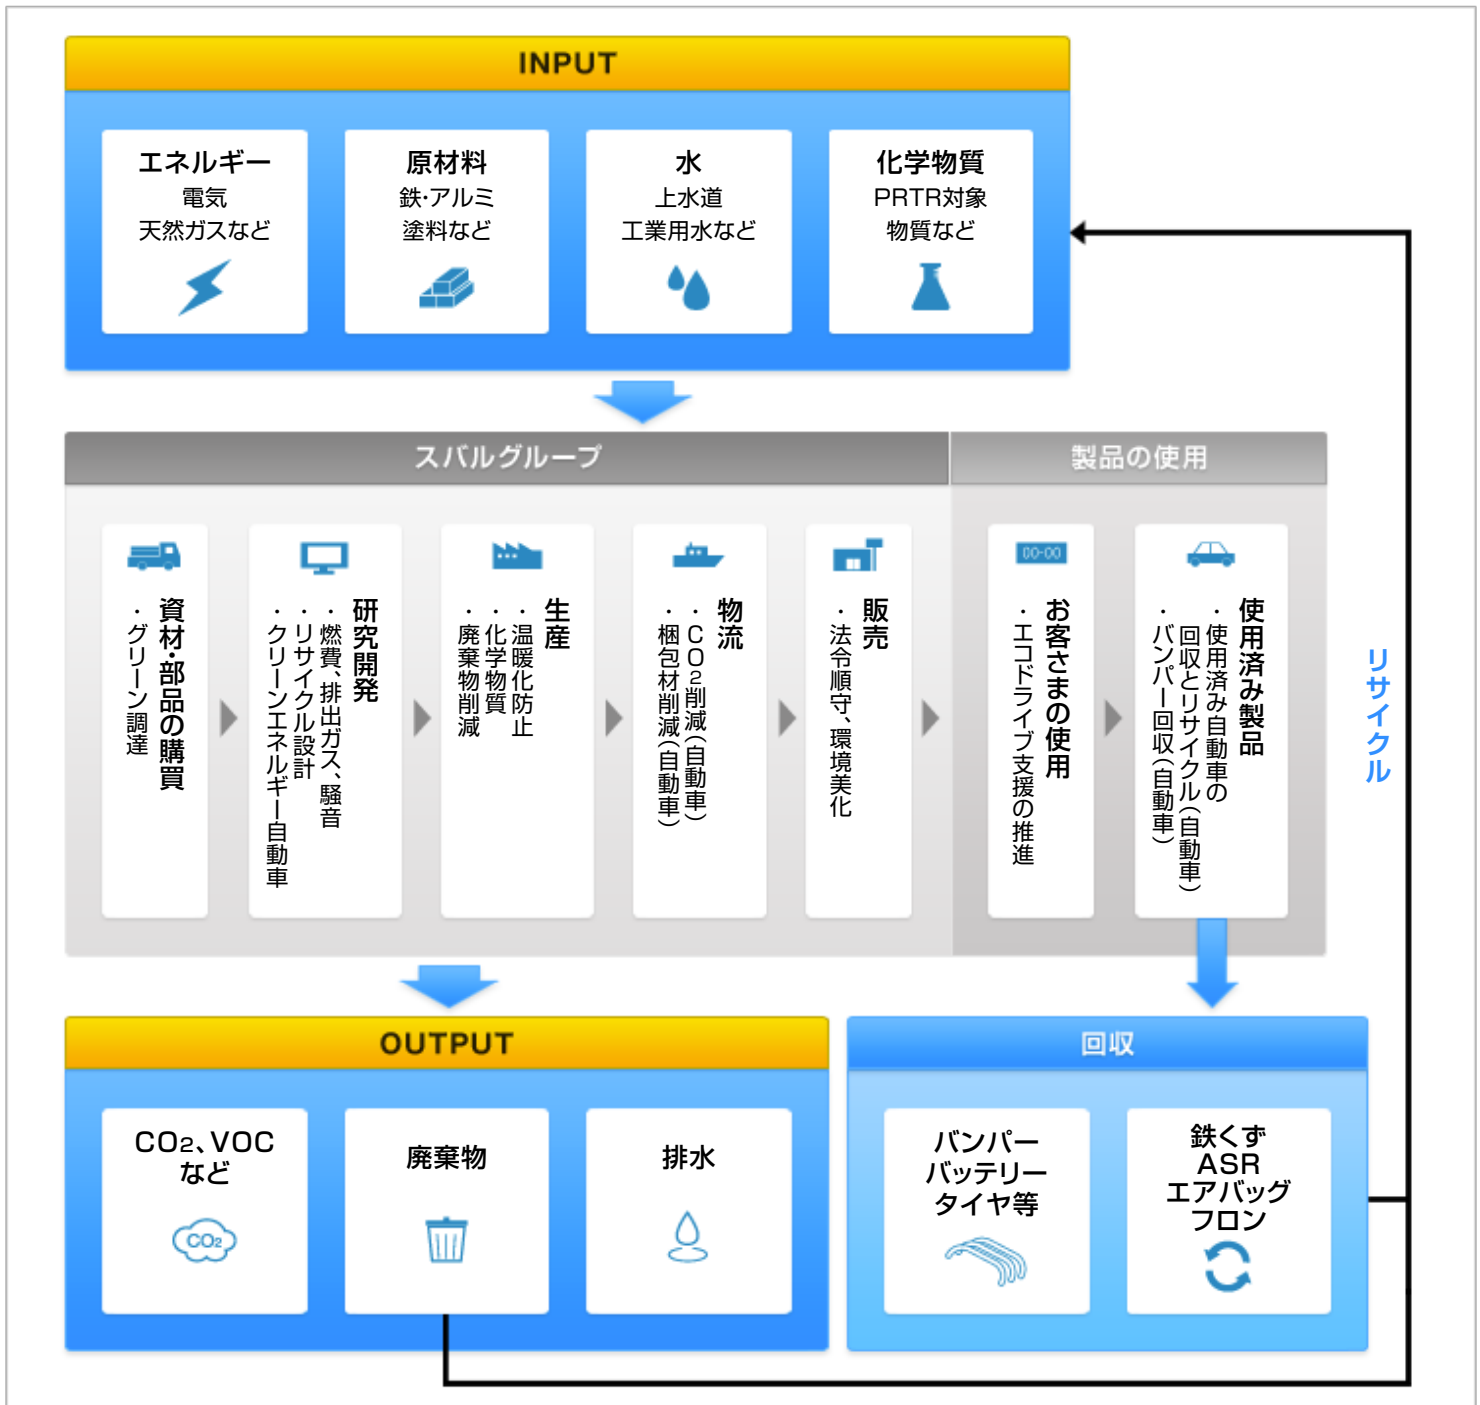 INPUT
エネルギー
電気
天然ガスなど
原材料
鉄・アルミ
塗料など
水
上水道
工業用水など
化学物質
PRTR対象
物質など
スバルグループ
製品の使用
資材・部品の購買
・グリーン調達
研究開発
・燃費、排出ガス、騒音
・リサイクル設計
・クリーンエネルギー自動車
生産
・温暖化防止
・化学物質
・廃棄物削減
物流
・CO2削減(自動車)
・梱包材削減(自動車)
販売
・法令順守、環境美化
00-00
お客さまの使用
・エコドライブ支援の推進
使用済み製品
・使用済み自動車の
回収とリサイクル(自動車)
・バンパー回収(自動車)
リサイクル
OUTPUT
CO2、VOC
など
CO2
廃棄物
排水
回収
バンパー
バッテリー
タイヤ等
鉄くず
ASR
エアバッグ
フロン